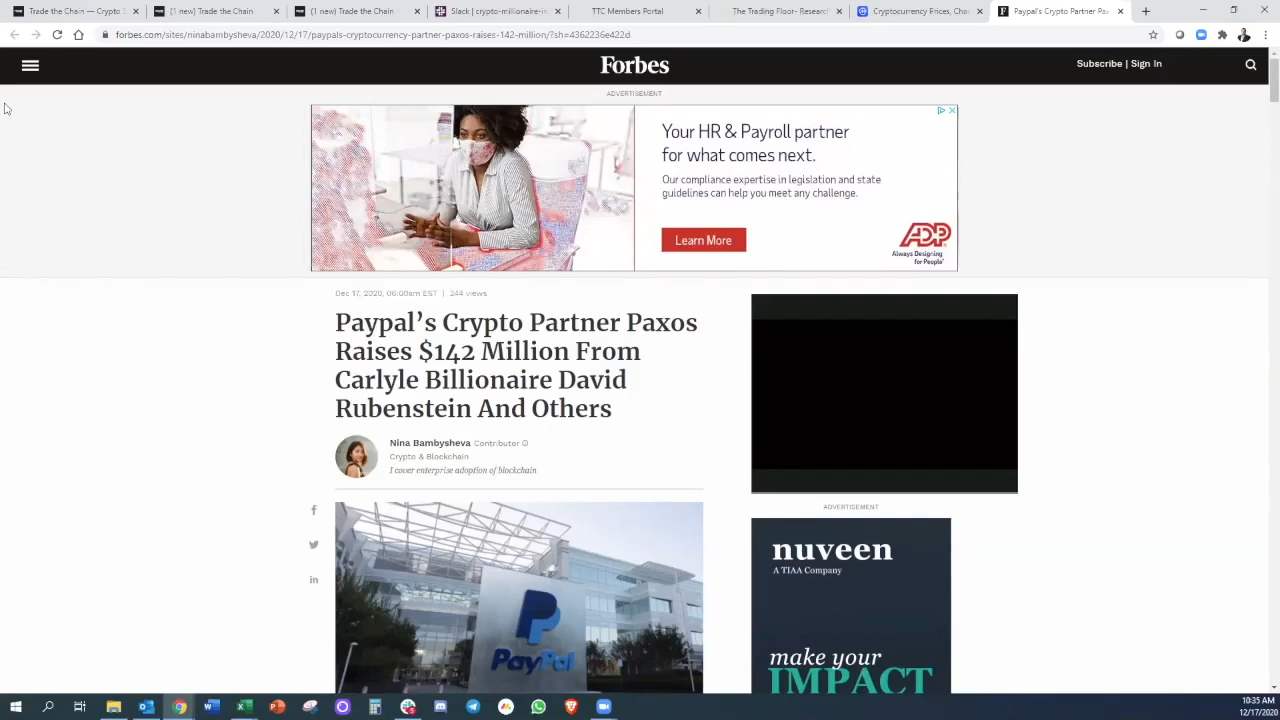 Trade the Chain — Crypto S
Trade the Chain
Trade the Chain
Slack | crypto-millionaire-in
TTC Members Portal
The Trading Floor- Research
Cryptocurrency Prices, Cha
Paypal's Crypto Partner Pax
forbes.com/sites/ninabambysheva/2020/12/17/paypals-cryptocurrency-partner-paxos-raises-142-million/?sh=4362236e422d
Forbes
Subscribe | Sign In
ADVERTISEMENT
Your HR & Payroll partner
for what comes next.
Our compliance expertise in legislation and state
guidelines can help you meet any challenge.
Learn More
ADP
Always Designing
for People®
Dec 17, 2020, 06:00am EST | 244 views
Paypal's Crypto Partner Paxos
Raises $142 Million From
Carlyle Billionaire David
Rubenstein And Others
Nina Bambysheva Contributor
Crypto & Blockchain
I cover enterprise adoption of blockchain
PayPal
ADVERTISEMENT
nuveen
A TIAA Company
make your
IMPACT
10:35 AM
12/17/2020